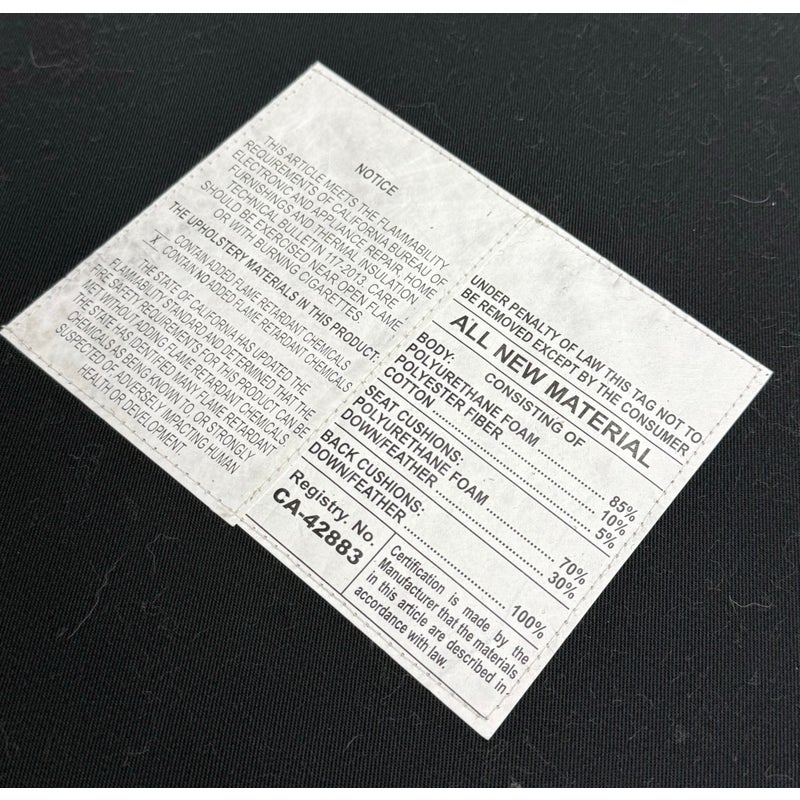 NOTICE
THIS ARTICLE MEETS THE FLAMMABILITY
REQUIREMENTS OF CALIFORNIA BUREAU OF
ELECTRONIC AND APPLIANCE REPAIR, HOME
FURNISHINGS AND THERMAL INSULATION
TECHNICAL BULLETIN 117-2013. CARE
SHOULD BE EXERCISED NEAR OPEN FLAME
OR WITH BURNING CIGARETTES.
THE UPHOLSTERY MATERIALS IN THIS PRODUCT:
CONTAIN ADDED FLAME RETARDANT CHEMICALS
X CONTAIN NO ADDED FLAME RETARDANT CHEMICALS
THE STATE OF CALIFORNIA HAS UPDATED THE
FLAMMABILITY STANDARD AND DETERMINED THAT THE
FIRE SAFETY REQUIREMENTS FOR THIS PRODUCT CAN BE
MET WITHOUT ADDING FLAME RETARDANT CHEMICALS.
THE STATE HAS IDENTIFIED MANY FLAME RETARDANT
CHEMICALS AS BEING KNOWN TO, OR STRONGLY
SUSPECTED OF, ADVERSELY IMPACTING HUMAN
HEALTH OR DEVELOPMENT.
UNDER PENALTY OF LAW THIS TAG NOT TO
BE REMOVED EXCEPT BY THE CONSUMER
ALL NEW MATERIAL
CONSISTING OF
BODY:
POLYURETHANE FOAM ........ 85%
POLYESTER FIBER ........ 10%
COTTON ........ 5%
SEAT CUSHIONS:
POLYURETHANE FOAM ........ 70%
DOWN/FEATHER ........ 30%
BACK CUSHIONS:
DOWN/FEATHER ........ 100%
Registry. No.
CA-42883
Certification is made by the
Manufacturer that the materials
in this article are described in
accordance with law.